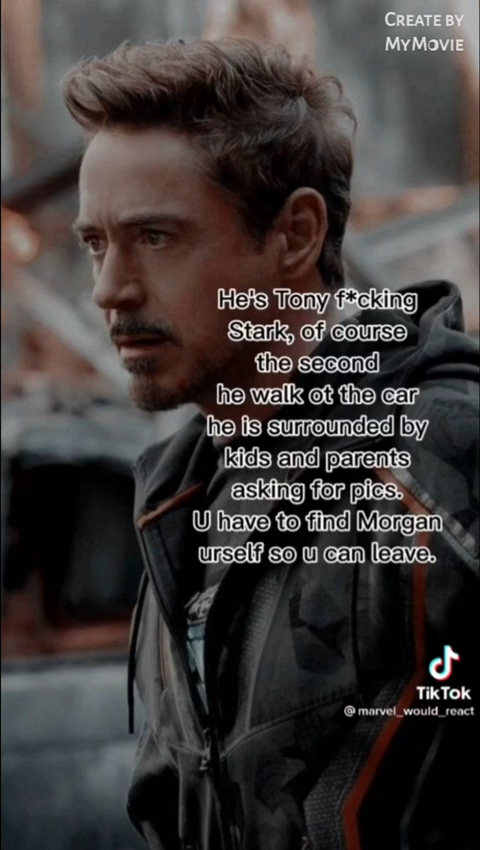 CREATE BY
MYMOVIE
He's Tony f*cking
Stark, of course
the second
he walk ot the car
he is surrounded by
kids and parents
asking for pics.
U have to find Morgan
urself so u can leave.
TikTok
@marvel_would_react